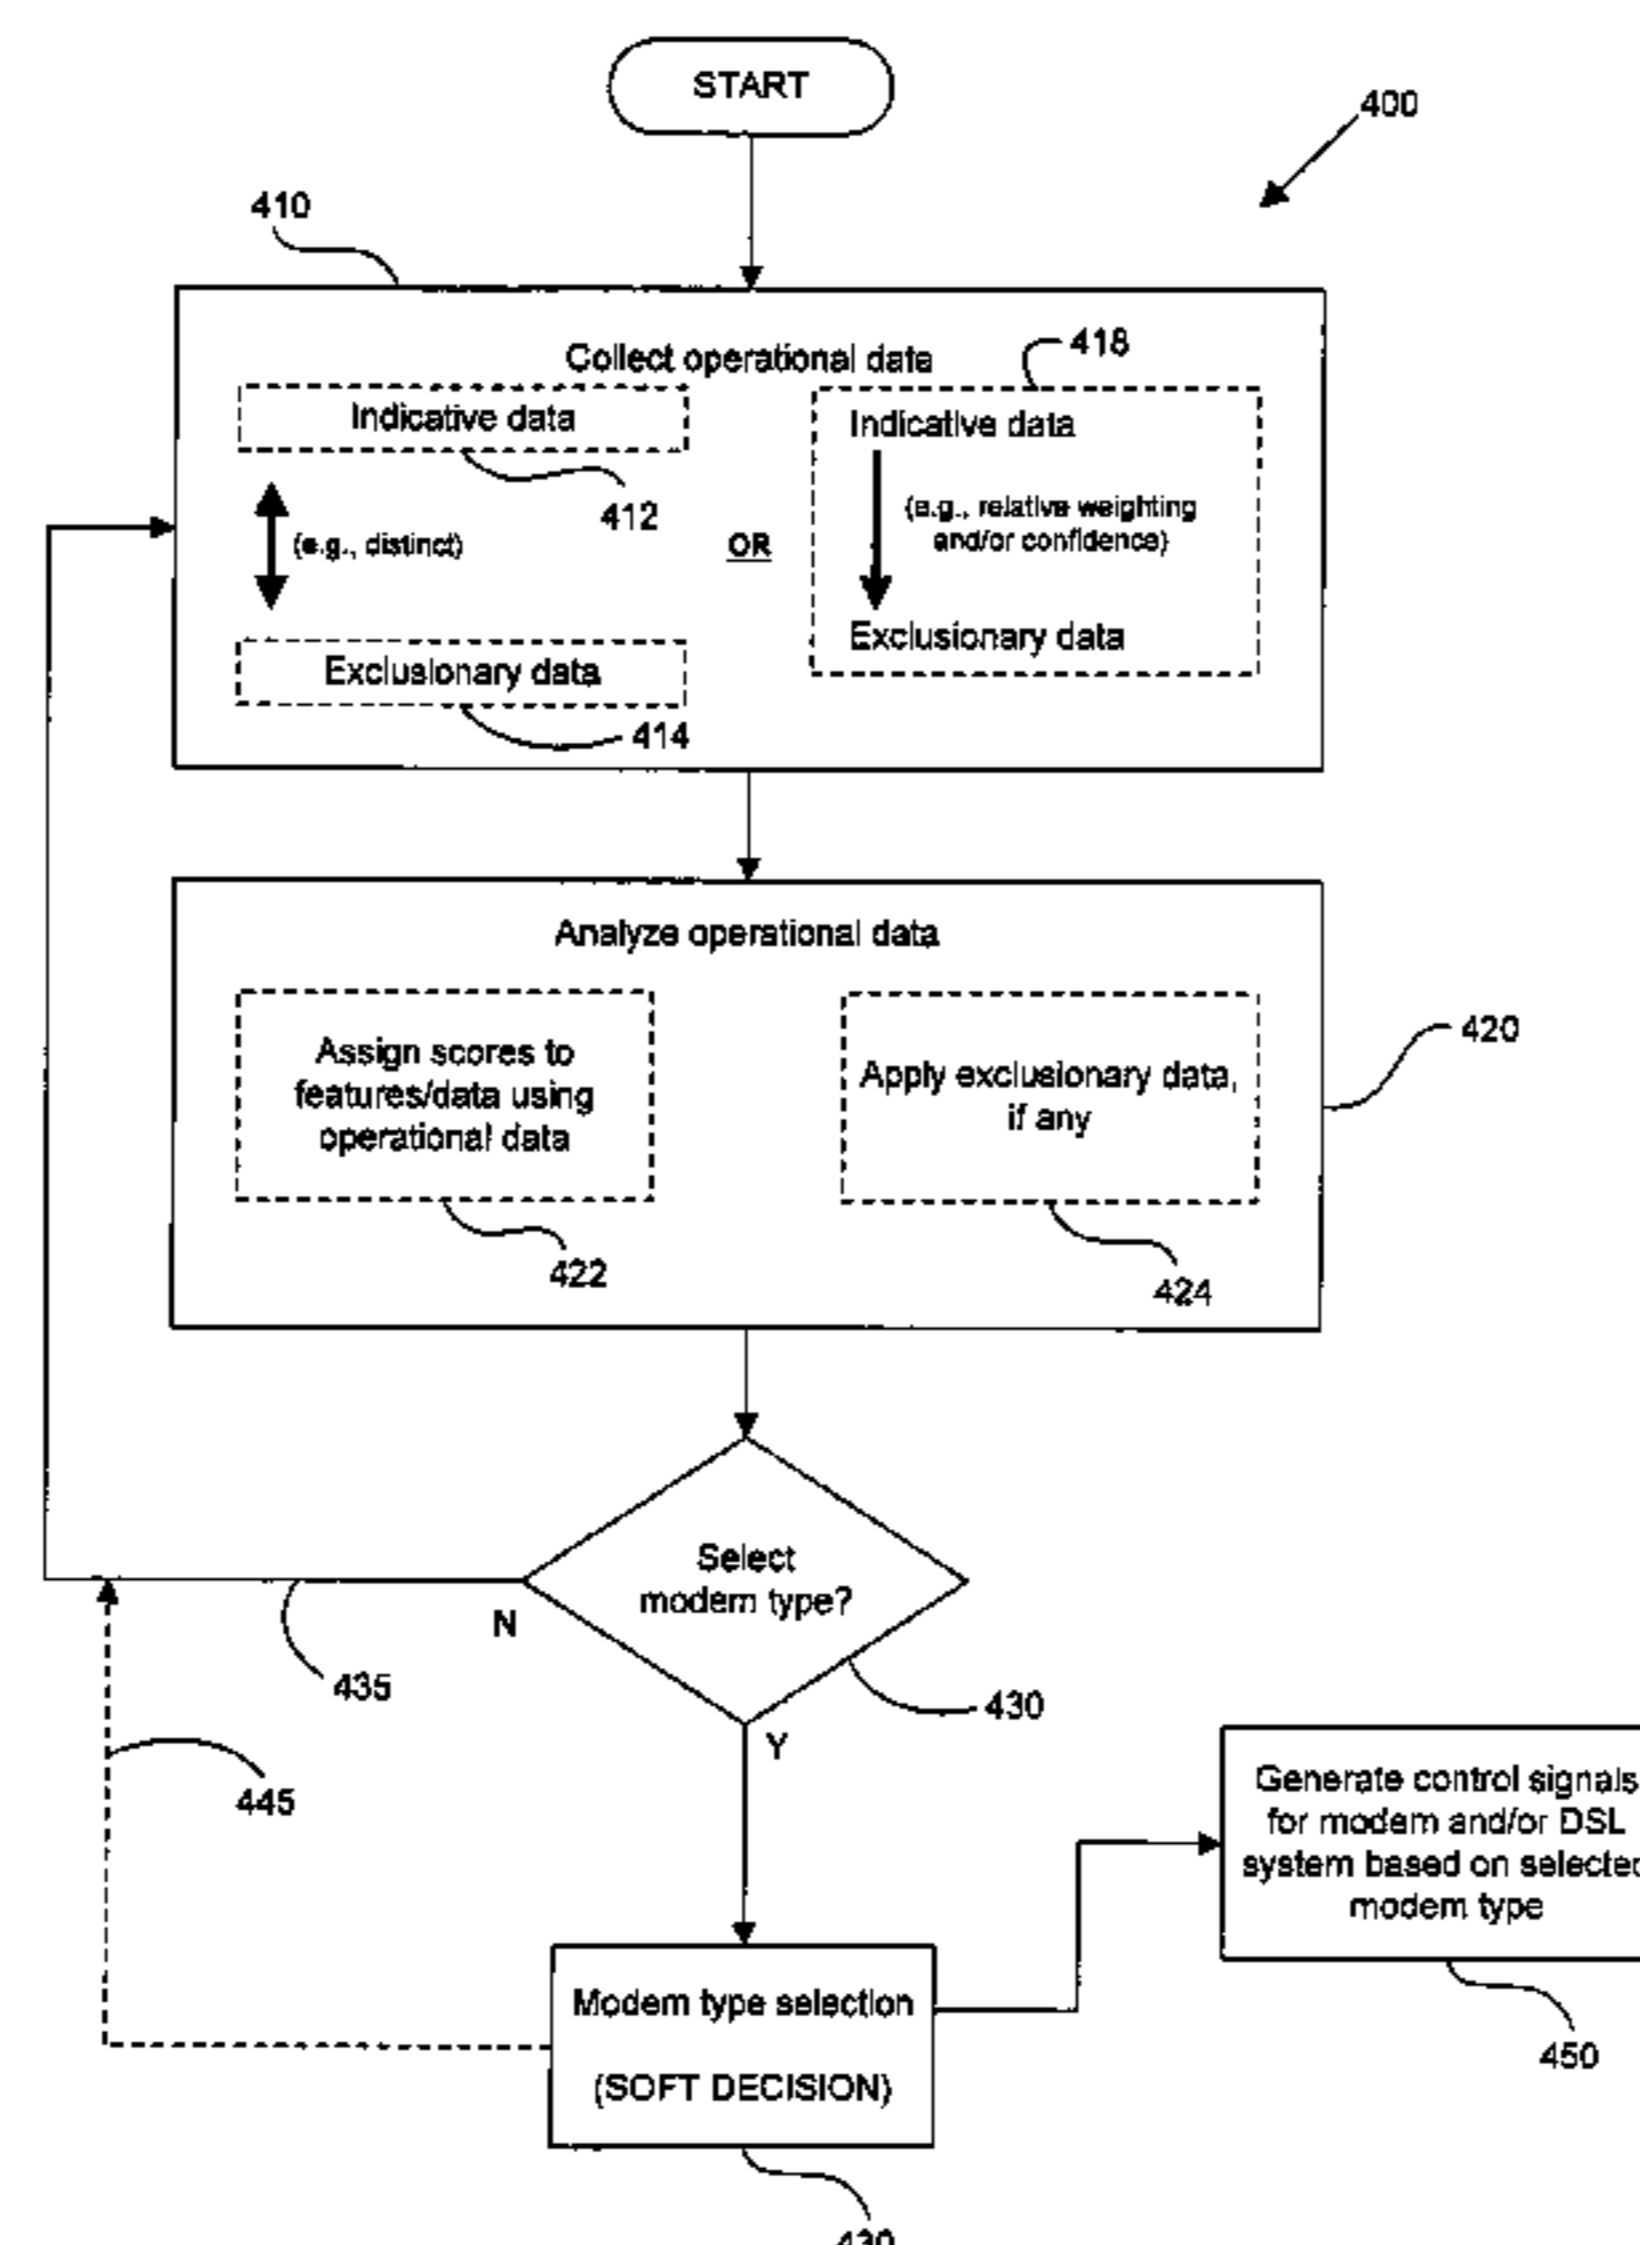 START
400
410
Collect operational data
418
Indicative data
412
(e.g., distinct)
Exclusionary data
414
OR
Indicative data
(e.g., relative weighting
and/or confidence)
Exclusionary data
Analyze operational data
Assign scores to
features/data using
operational data
422
Apply exclusionary data,
if any
424
420
Select
modem type?
N
435
430
Y
445
Generate control signals
for modem and/or DSL
system based on selected
modem type
450
Modem type selection
(SOFT DECISION)